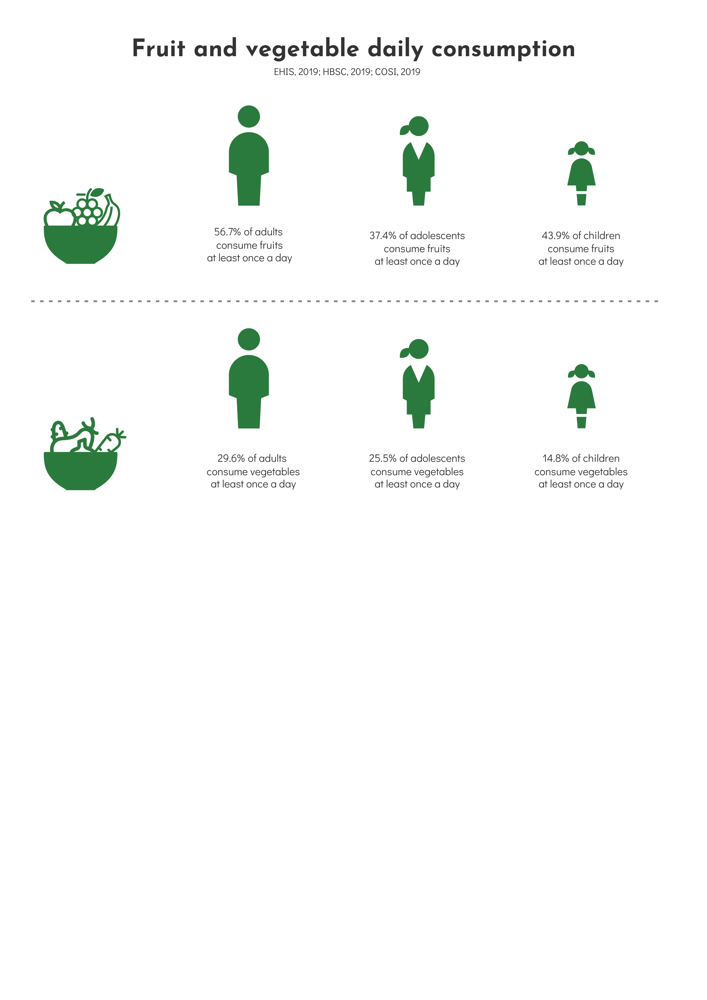 Fruit and vegetable daily consumption
EHIS, 2019; HBSC, 2019; COSI, 2019
56.7% of adults
consume fruits
at least once a day
37.4% of adolescents
consume fruits
at least once a day
43.9% of children
consume fruits
at least once a day
29.6% of adults
consume vegetables
at least once a day
25.5% of adolescents
consume vegetables
at least once a day
14.8% of children
consume vegetables
at least once a day